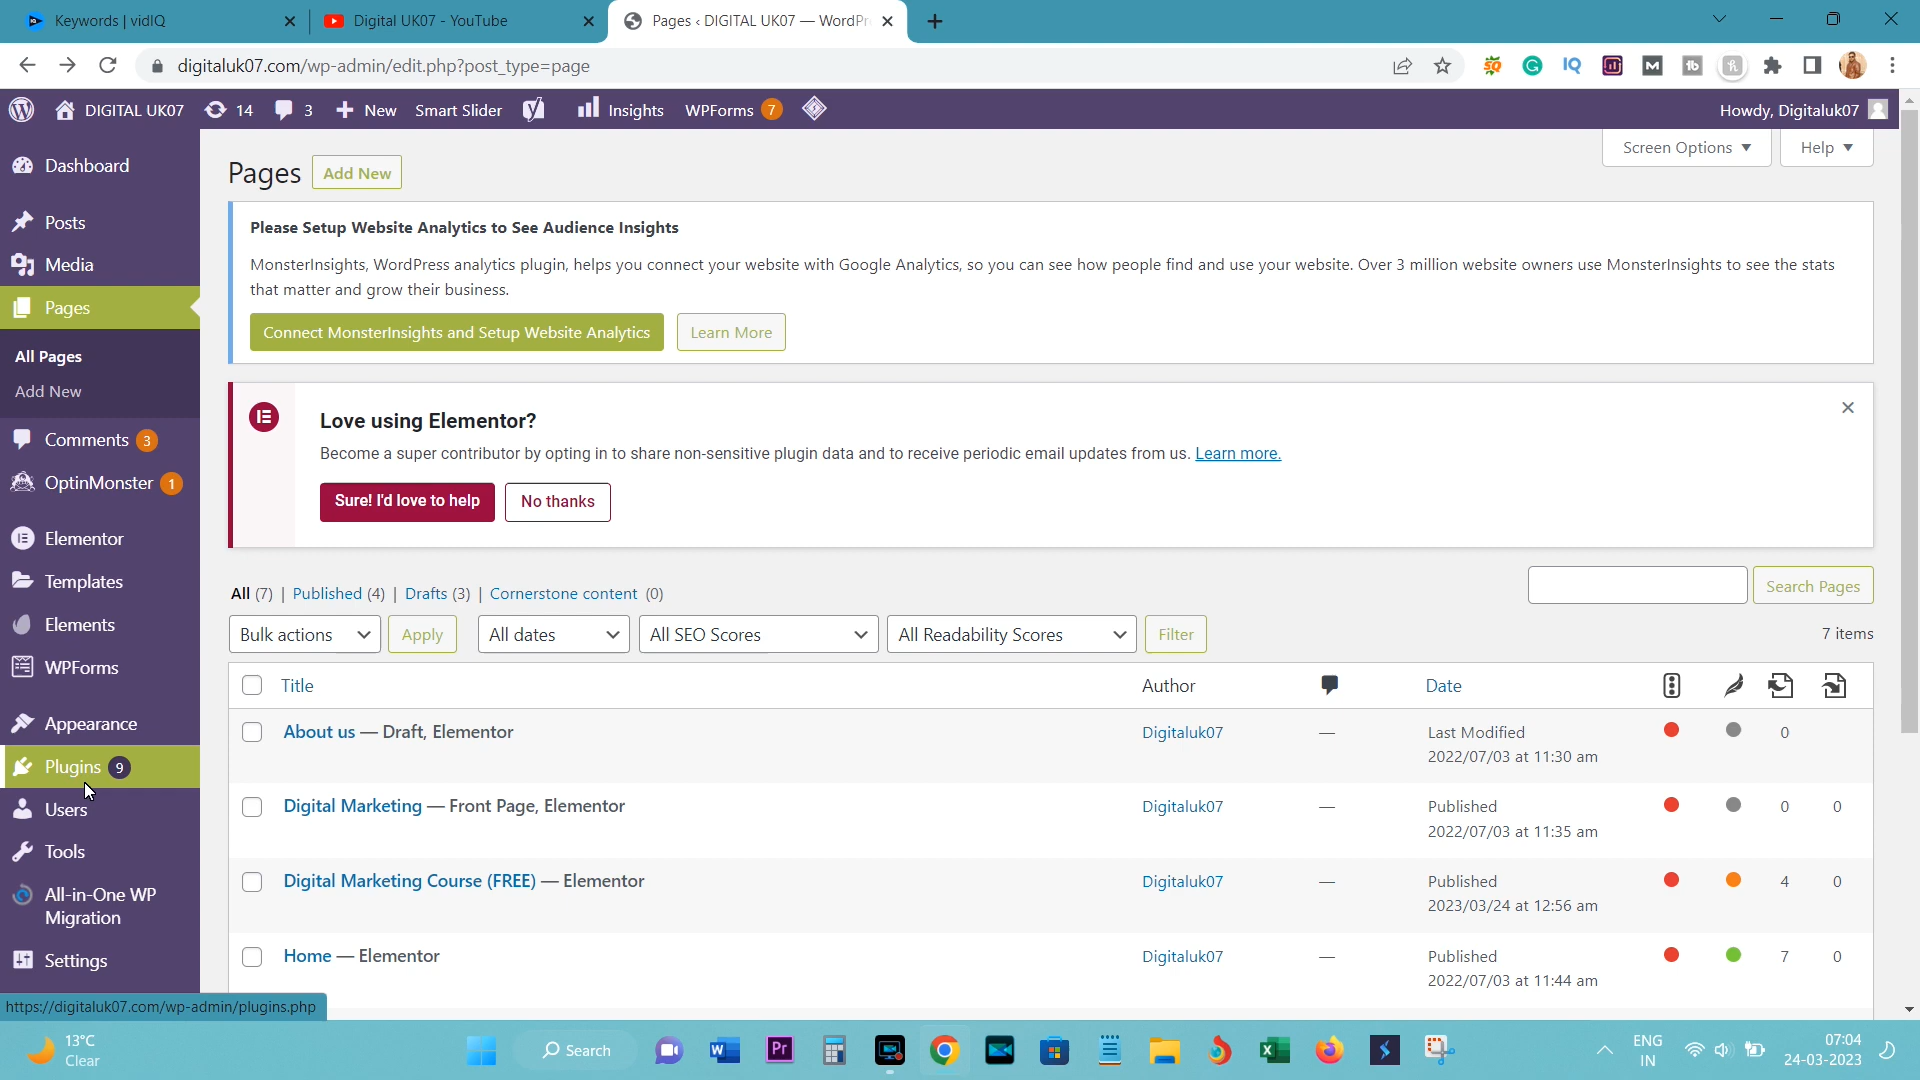 Keywords | vidIQ
Digital UK07 - YouTube
Pages ‹ DIGITAL UK07 — WordPr
digitaluk07.com/wp-admin/edit.php?post_type=page
DIGITAL UK07 14 3 New Smart Slider Insights WPForms 7 Howdy, Digitaluk07
Dashboard
Posts
Media
Pages
All Pages
Add New
Comments 3
OptinMonster 1
Elementor
Templates
Elements
WPForms
Appearance
Plugins 9
Users
Tools
All-in-One WP
Migration
Settings
https://digitaluk07.com/wp-admin/plugins.php
Screen Options Help
Pages Add New
Please Setup Website Analytics to See Audience Insights
MonsterInsights, WordPress analytics plugin, helps you connect your website with Google Analytics, so you can see how people find and use your website. Over 3 million website owners use MonsterInsights to see the stats
that matter and grow their business.
Connect MonsterInsights and Setup Website Analytics Learn More
Love using Elementor?
Become a super contributor by opting in to share non-sensitive plugin data and to receive periodic email updates from us. Learn more.
Sure! I'd love to help No thanks
All (7) | Published (4) | Drafts (3) | Cornerstone content (0)
Search Pages
Bulk actions Apply All dates All SEO Scores All Readability Scores Filter 7 items
Title Author Date
About us — Draft, Elementor Digitaluk07 — Last Modified 0
2022/07/03 at 11:30 am
Digital Marketing — Front Page, Elementor Digitaluk07 — Published 0 0
2022/07/03 at 11:35 am
Digital Marketing Course (FREE) — Elementor Digitaluk07 — Published 4 0
2023/03/24 at 12:56 am
Home — Elementor Digitaluk07 — Published 7 0
2022/07/03 at 11:44 am
13°C
Clear
Search
ENG
IN
07:04
24-03-2023